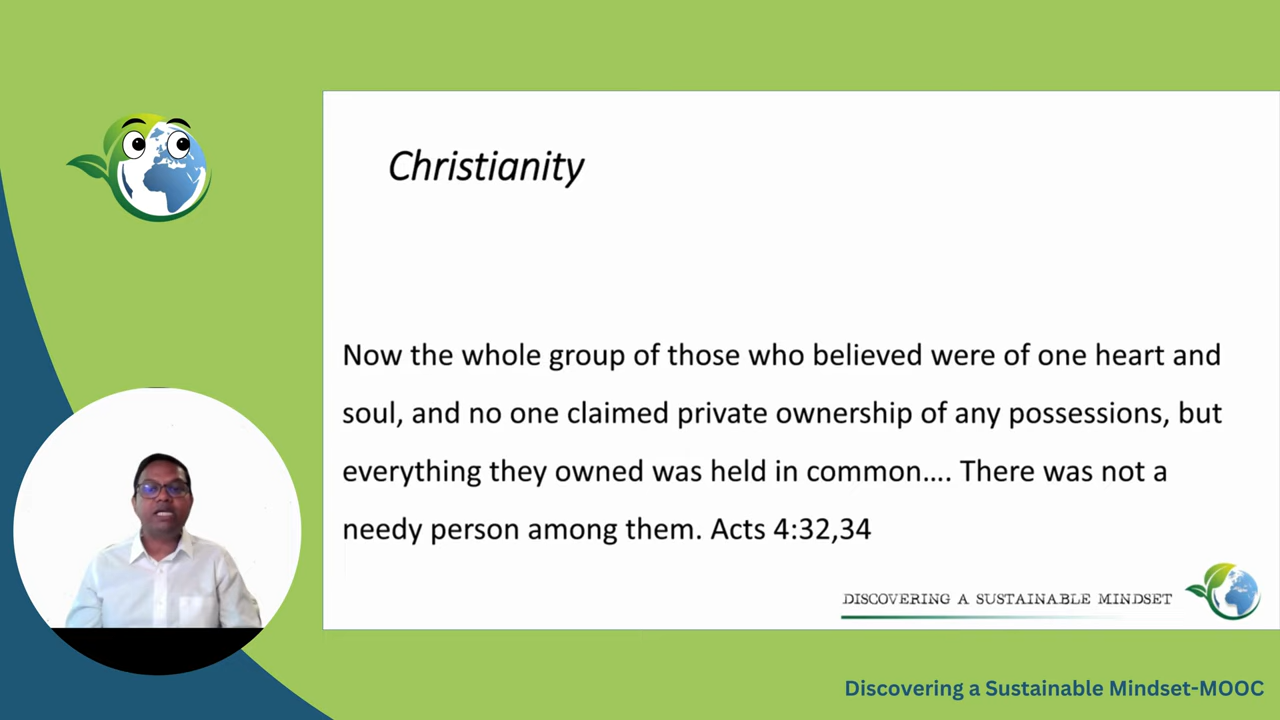 Christianity
Now the whole group of those who believed were of one heart and
soul, and no one claimed private ownership of any possessions, but
everything they owned was held in common.... There was not a
needy person among them. Acts 4:32,34
DISCOVERING A SUSTAINABLE MINDSET
Discovering a Sustainable Mindset-MOOC